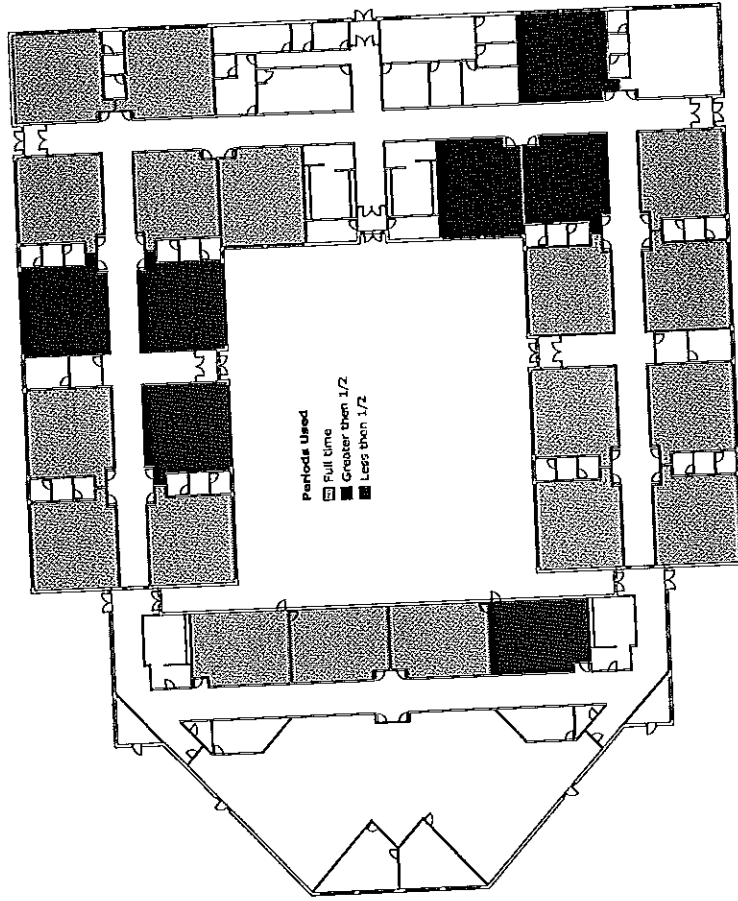 Periods Used
Full time
Greater then 1/2
Less then 1/2